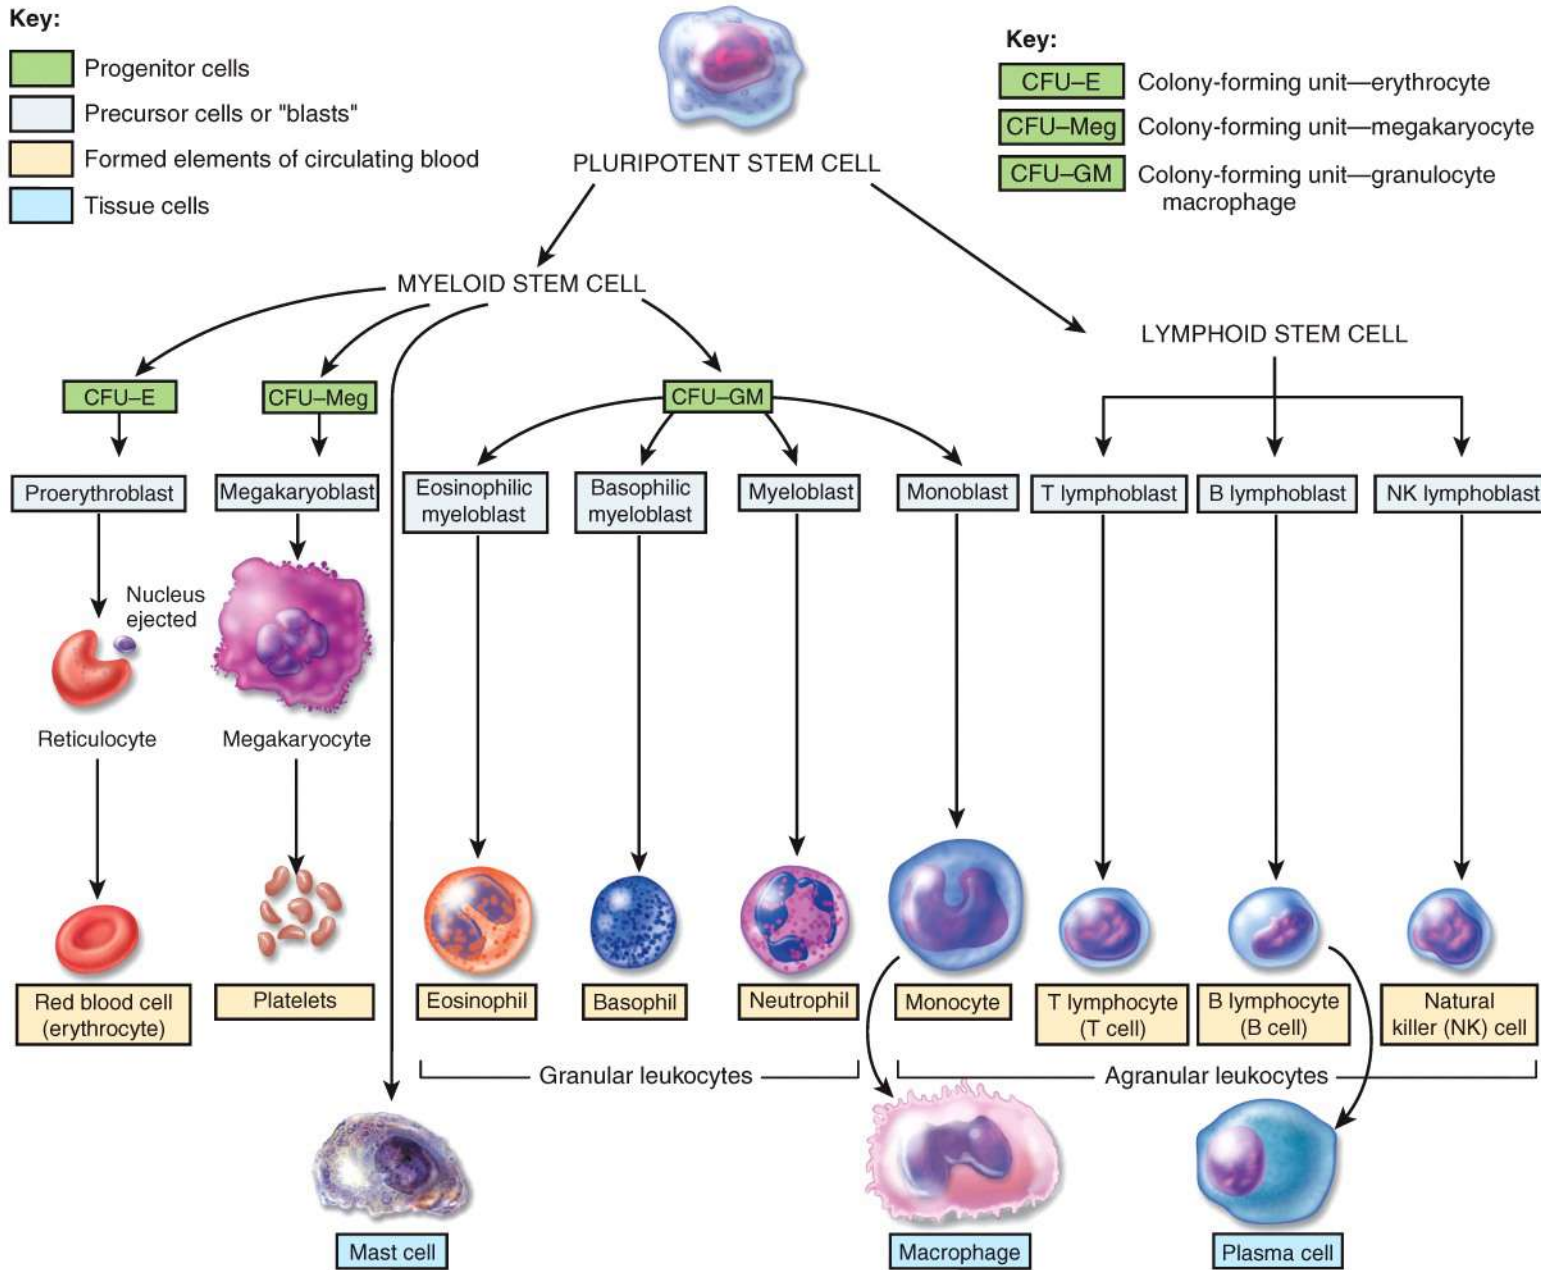 Key:
Progenitor cells
Precursor cells or "blasts"
Formed elements of circulating blood
Tissue cells
Key:
CFU–E Colony-forming unit—erythrocyte
CFU–Meg Colony-forming unit—megakaryocyte
CFU–GM Colony-forming unit—granulocyte
macrophage
PLURIPOTENT STEM CELL
MYELOID STEM CELL
LYMPHOID STEM CELL
CFU–E
CFU–Meg
CFU–GM
Proerythroblast
Megakaryoblast
Eosinophilic
myeloblast
Basophilic
myeloblast
Myeloblast
Monoblast
T lymphoblast
B lymphoblast
NK lymphoblast
Nucleus
ejected
Reticulocyte
Megakaryocyte
Red blood cell
(erythrocyte)
Platelets
Eosinophil
Basophil
Neutrophil
Monocyte
T lymphocyte
(T cell)
B lymphocyte
(B cell)
Natural
killer (NK) cell
Granular leukocytes
Agranular leukocytes
Mast cell
Macrophage
Plasma cell